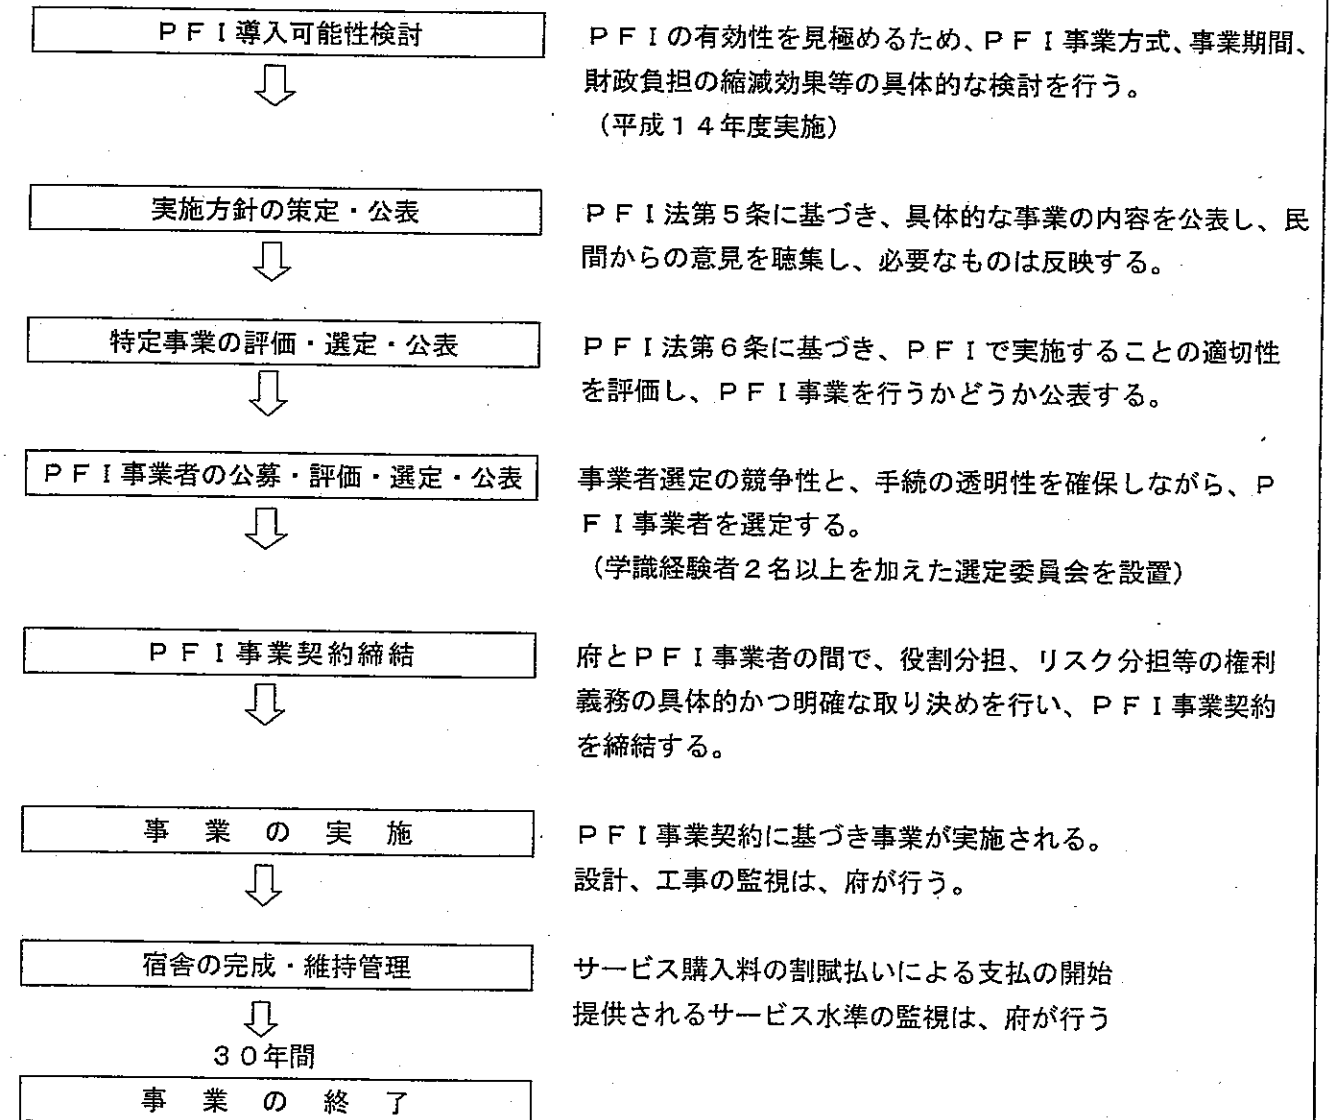 ＰＦＩ導入可能性検討
ＰＦＩの有効性を見極めるため、ＰＦＩ事業方式、事業期間、
財政負担の縮減効果等の具体的な検討を行う。
（平成１４年度実施）
実施方針の策定・公表
ＰＦＩ法第５条に基づき、具体的な事業の内容を公表し、民
間からの意見を聴集し、必要なものは反映する。
特定事業の評価・選定・公表
ＰＦＩ法第６条に基づき、ＰＦＩで実施することの適切性
を評価し、ＰＦＩ事業を行うかどうか公表する。
ＰＦＩ事業者の公募・評価・選定・公表
事業者選定の競争性と、手続の透明性を確保しながら、Ｐ
ＦＩ事業者を選定する。
（学識経験者２名以上を加えた選定委員会を設置）
ＰＦＩ事業契約締結
府とＰＦＩ事業者の間で、役割分担、リスク分担等の権利
義務の具体的かつ明確な取り決めを行い、ＰＦＩ事業契約
を締結する。
事業の実施
ＰＦＩ事業契約に基づき事業が実施される。
設計、工事の監視は、府が行う。
宿舎の完成・維持管理
サービス購入料の割賦払いによる支払の開始
提供されるサービス水準の監視は、府が行う
３０年間
事業の終了